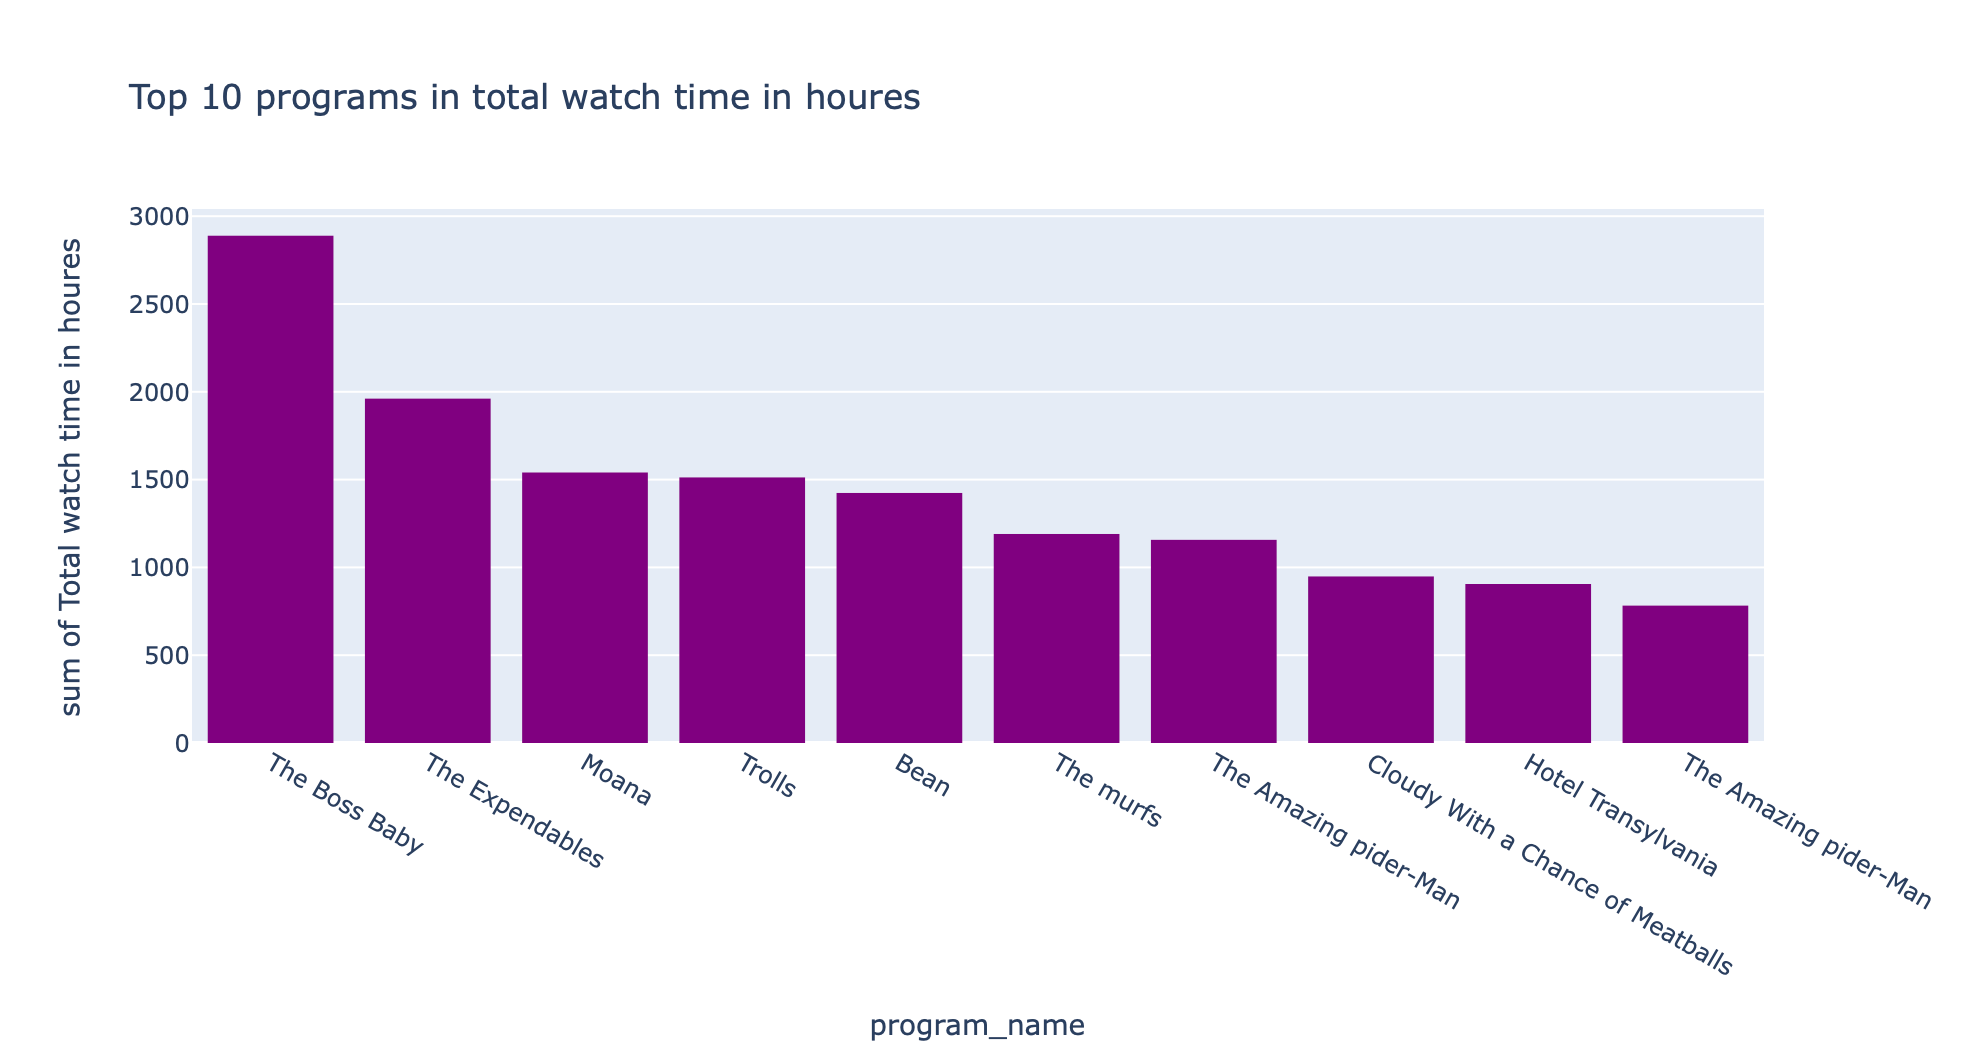 Top 10 programs in total watch time in houres
sum of Total watch time in houres
3000
2500
2000
1500
1000
500
0
The Boss Baby
The Expendables
Moana
Trolls
Bean
The murfs
The Amazing pider-Man
Cloudy With a Chance of Meatballs
Hotel Transylvania
The Amazing pider-Man
program_name